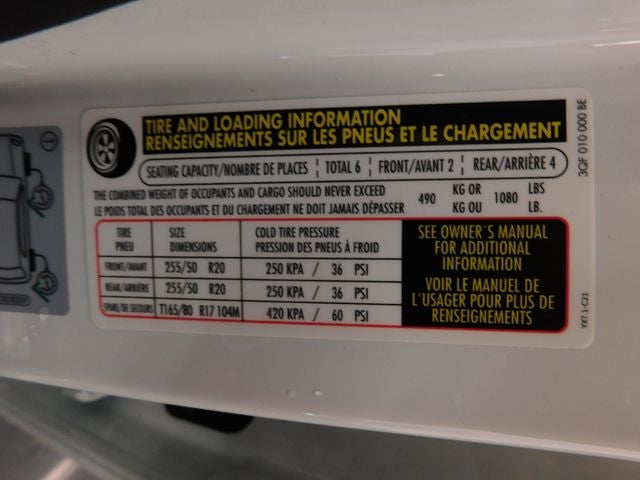 TIRE AND LOADING INFORMATION
RENSEIGNEMENTS SUR LES PNEUS ET LE CHARGEMENT
SEATING CAPACITY/NOMBRE DE PLACES TOTAL 6 FRONT/AVANT 2 REAR/ARRIÈRE 4
THE COMBINED WEIGHT OF OCCUPANTS AND CARGO SHOULD NEVER EXCEED 490 KG OR 1080 LBS
LE POIDS TOTAL DES OCCUPANTS ET DU CHARGEMENT NE DOIT JAMAIS DÉPASSER KG OU LB.
TIRE SIZE COLD TIRE PRESSURE
PNEU DIMENSIONS PRESSION DES PNEUS À FROID
FRONT/AVANT 255/50 R20 250 KPA / 36 PSI
REAR/ARRIÈRE 255/50 R20 250 KPA / 36 PSI
SPARE/DE SECOURS T165/80 R17 104M 420 KPA / 60 PSI
SEE OWNER'S MANUAL
FOR ADDITIONAL
INFORMATION
VOIR LE MANUEL DE
L'USAGER POUR PLUS DE
RENSEIGNEMENTS
3QF 010 000 BE
YXT 1-C21